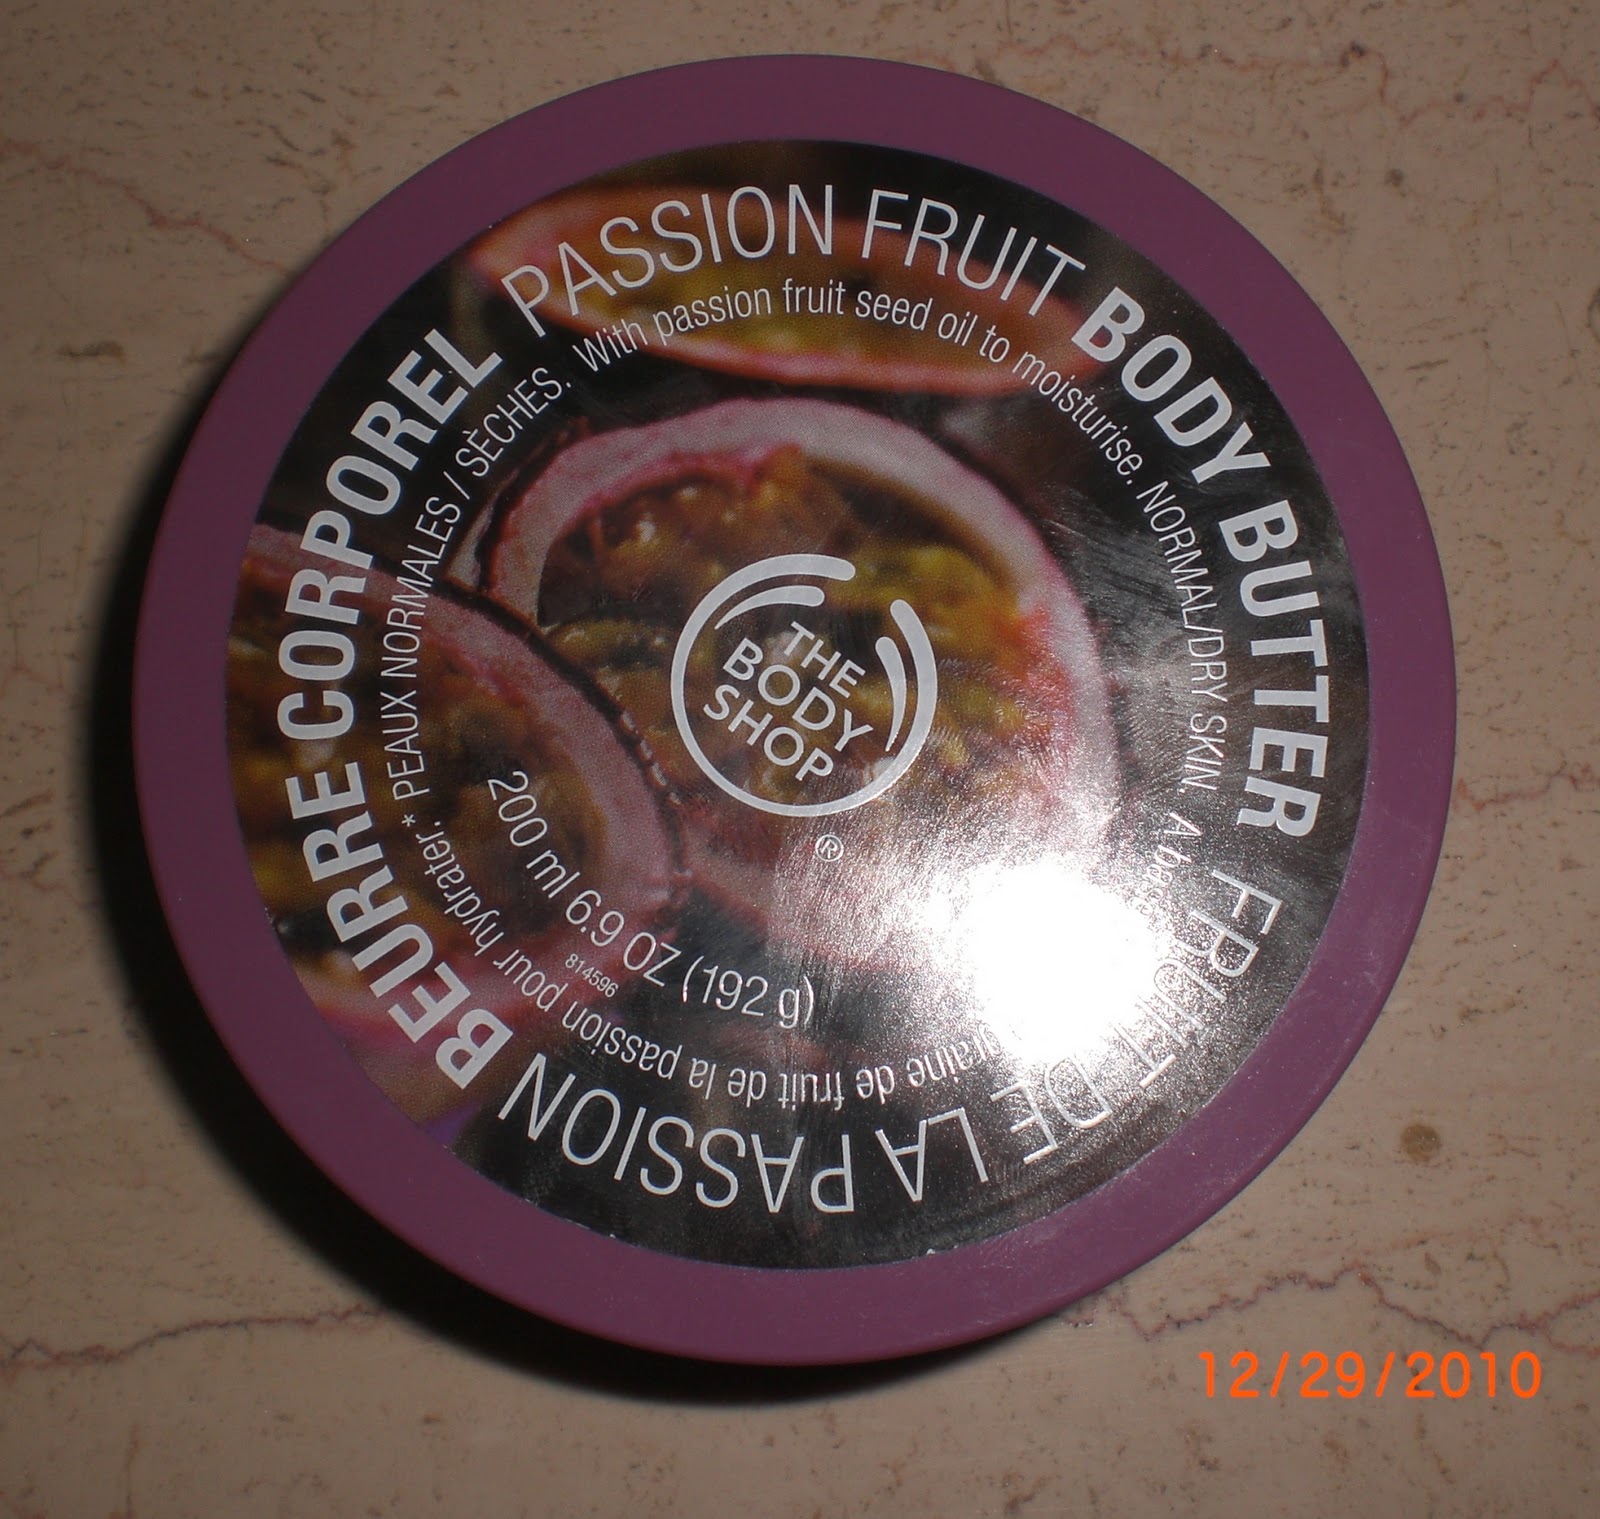 PASSION FRUIT BODY BUTTER
FRUIT DE LA PASSION BEURRE CORPOREL
With passion fruit seed oil to moisturise. NORMAL/DRY SKIN.
A base graine de fruit de la passion pour hydrater.* PEAUX NORMALES / SÈCHES.
THE
BODY
SHOP
®
200 ml 6.9 OZ (192 g)
814596
12/29/2010